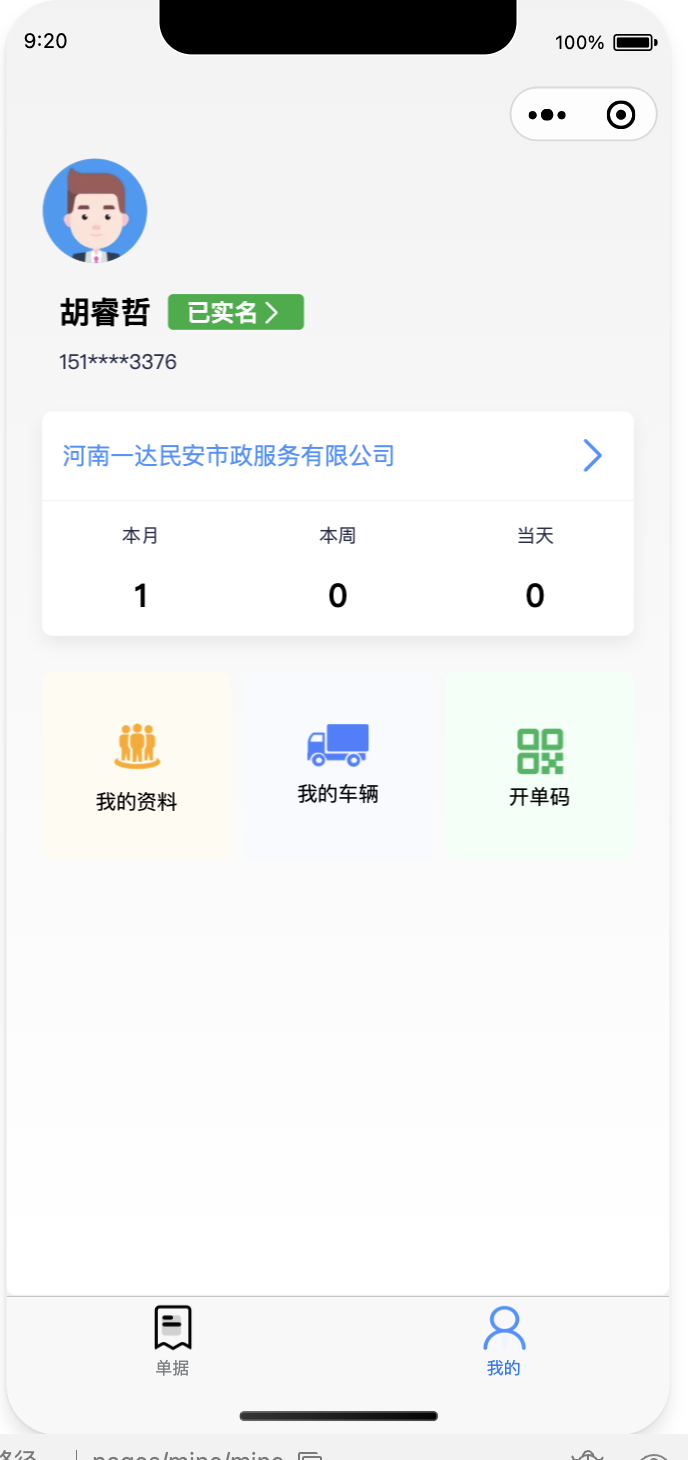 9:20
100%
胡睿哲
已实名
151****3376
河南一达民安市政服务有限公司
本月 本周 当天
1 0 0
我的资料 我的车辆 开单码
单据 我的
pages/mine/mine